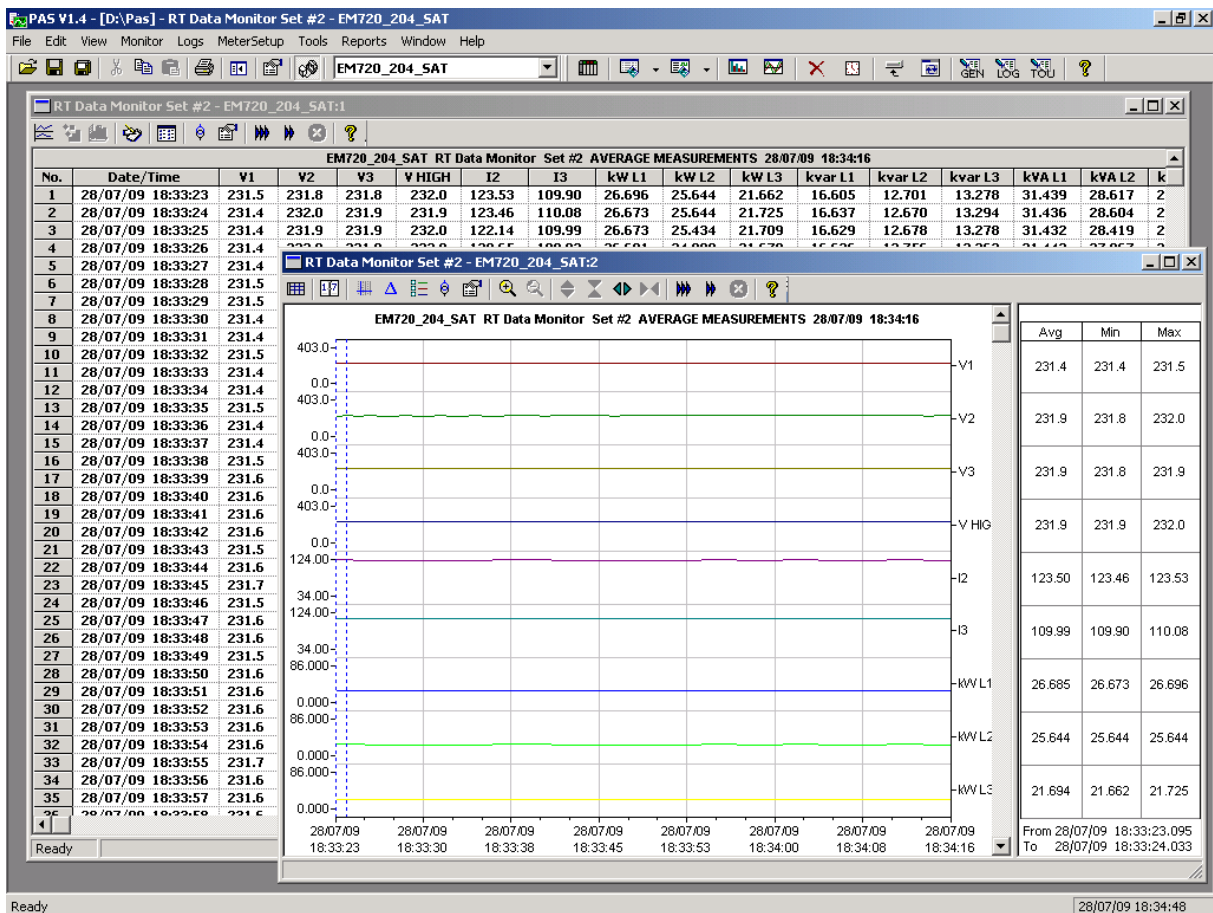 PAS V1.4 - [D:\Pas] - RT Data Monitor Set #2 - EM720_204_SAT
File Edit View Monitor Logs MeterSetup Tools Reports Window Help
EM720_204_SAT
GEN LOG TOU
RT Data Monitor Set #2 - EM720_204_SAT:1
EM720_204_SAT RT Data Monitor Set #2 AVERAGE MEASUREMENTS 28/07/09 18:34:16
No. Date/Time V1 V2 V3 V HIGH I2 I3 kW L1 kW L2 kW L3 kvar L1 kvar L2 kvar L3 kVA L1 kVA L2 k
1 28/07/09 18:33:23 231.5 231.8 231.8 232.0 123.53 109.90 26.696 25.644 21.662 16.605 12.701 13.278 31.439 28.617 2
2 28/07/09 18:33:24 231.4 232.0 231.9 231.9 123.46 110.08 26.673 25.644 21.725 16.637 12.670 13.294 31.436 28.604 2
3 28/07/09 18:33:25 231.4 231.9 231.9 232.0 122.14 109.99 26.673 25.434 21.709 16.629 12.678 13.278 31.432 28.419 2
4 28/07/09 18:33:26 231.4
5 28/07/09 18:33:27 231.4
6 28/07/09 18:33:28 231.5
7 28/07/09 18:33:29 231.5
8 28/07/09 18:33:30 231.4
9 28/07/09 18:33:31 231.4
10 28/07/09 18:33:32 231.5
11 28/07/09 18:33:33 231.4
12 28/07/09 18:33:34 231.4
13 28/07/09 18:33:35 231.5
14 28/07/09 18:33:36 231.4
15 28/07/09 18:33:37 231.4
16 28/07/09 18:33:38 231.5
17 28/07/09 18:33:39 231.6
18 28/07/09 18:33:40 231.6
19 28/07/09 18:33:41 231.6
20 28/07/09 18:33:42 231.6
21 28/07/09 18:33:43 231.5
22 28/07/09 18:33:44 231.6
23 28/07/09 18:33:45 231.7
24 28/07/09 18:33:46 231.5
25 28/07/09 18:33:47 231.6
26 28/07/09 18:33:48 231.6
27 28/07/09 18:33:49 231.5
28 28/07/09 18:33:50 231.6
29 28/07/09 18:33:51 231.6
30 28/07/09 18:33:52 231.6
31 28/07/09 18:33:53 231.6
32 28/07/09 18:33:54 231.6
33 28/07/09 18:33:55 231.7
34 28/07/09 18:33:56 231.6
35 28/07/09 18:33:57 231.6
Ready
RT Data Monitor Set #2 - EM720_204_SAT:2
EM720_204_SAT RT Data Monitor Set #2 AVERAGE MEASUREMENTS 28/07/09 18:34:16
Avg Min Max
403.0
V1 231.4 231.4 231.5
0.0
403.0
V2 231.9 231.8 232.0
0.0
403.0
V3 231.9 231.8 231.9
0.0
403.0
V HIG 231.9 231.9 232.0
0.0
124.00
I2 123.50 123.46 123.53
34.00
124.00
I3 109.99 109.90 110.08
34.00
86.000
kW L1 26.685 26.673 26.696
0.000
86.000
kW L2 25.644 25.644 25.644
0.000
86.000
kW L3 21.694 21.662 21.725
0.000
28/07/09 28/07/09 28/07/09 28/07/09 28/07/09 28/07/09 28/07/09 28/07/09
18:33:23 18:33:30 18:33:38 18:33:45 18:33:53 18:34:00 18:34:08 18:34:16
From 28/07/09 18:33:23.095
To 28/07/09 18:33:24.033
Ready
28/07/09 18:34:48